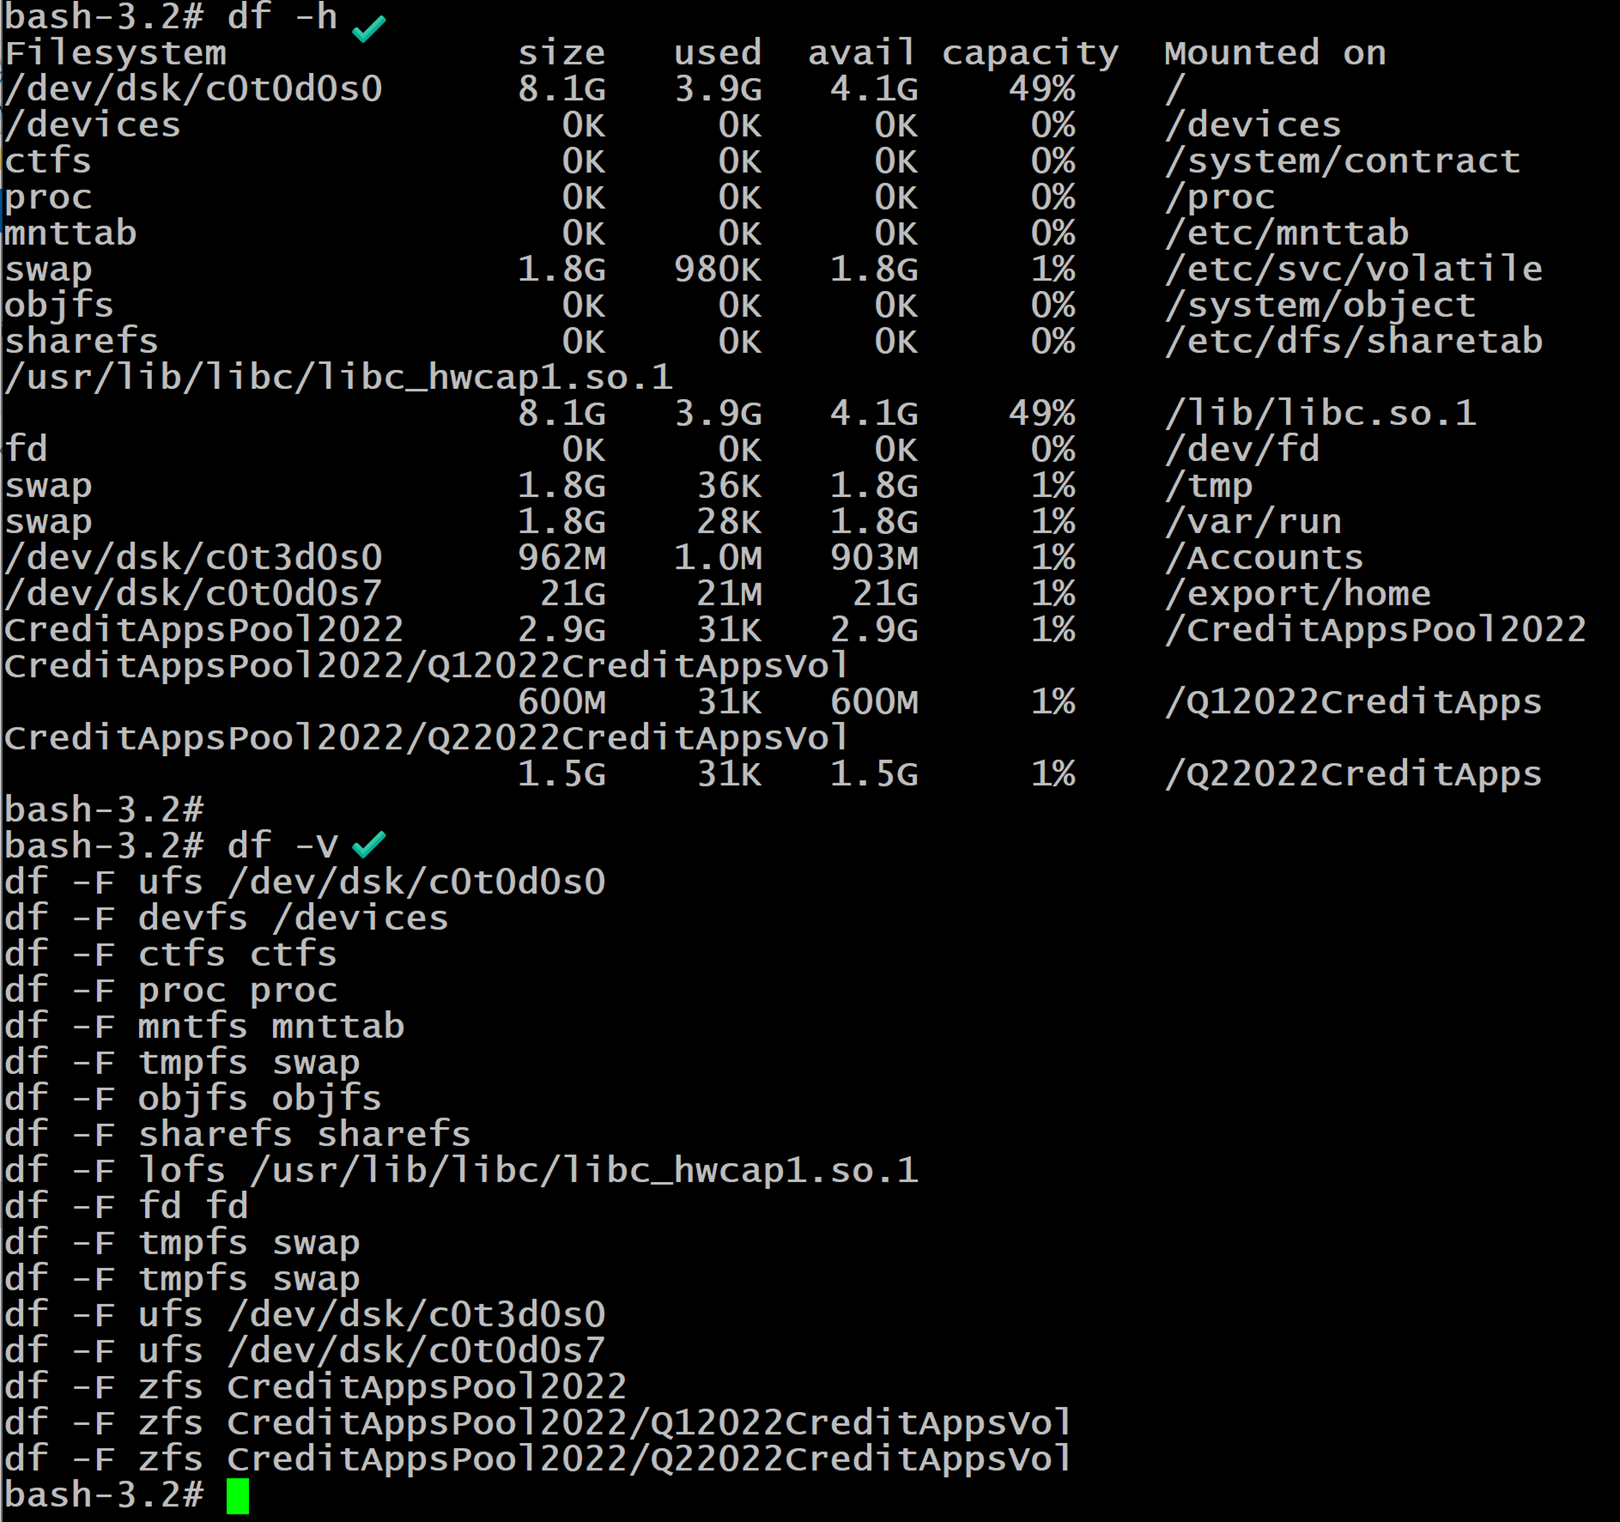 bash-3.2# df -h
Filesystem size used avail capacity Mounted on
/dev/dsk/c0t0d0s0 8.1G 3.9G 4.1G 49% /
/devices 0K 0K 0K 0% /devices
ctfs 0K 0K 0K 0% /system/contract
proc 0K 0K 0K 0% /proc
mnttab 0K 0K 0K 0% /etc/mnttab
swap 1.8G 980K 1.8G 1% /etc/svc/volatile
objfs 0K 0K 0K 0% /system/object
sharefs 0K 0K 0K 0% /etc/dfs/sharetab
/usr/lib/libc/libc_hwcap1.so.1
8.1G 3.9G 4.1G 49% /lib/libc.so.1
fd 0K 0K 0K 0% /dev/fd
swap 1.8G 36K 1.8G 1% /tmp
swap 1.8G 28K 1.8G 1% /var/run
/dev/dsk/c0t3d0s0 962M 1.0M 903M 1% /Accounts
/dev/dsk/c0t0d0s7 21G 21M 21G 1% /export/home
CreditAppsPool2022 2.9G 31K 2.9G 1% /CreditAppsPool2022
CreditAppsPool2022/Q12022CreditAppsVol
600M 31K 600M 1% /Q12022CreditApps
CreditAppsPool2022/Q22022CreditAppsVol
1.5G 31K 1.5G 1% /Q22022CreditApps
bash-3.2#
bash-3.2# df -V
df -F ufs /dev/dsk/c0t0d0s0
df -F devfs /devices
df -F ctfs ctfs
df -F proc proc
df -F mntfs mnttab
df -F tmpfs swap
df -F objfs objfs
df -F sharefs sharefs
df -F lofs /usr/lib/libc/libc_hwcap1.so.1
df -F fd fd
df -F tmpfs swap
df -F tmpfs swap
df -F ufs /dev/dsk/c0t3d0s0
df -F ufs /dev/dsk/c0t0d0s7
df -F zfs CreditAppsPool2022
df -F zfs CreditAppsPool2022/Q12022CreditAppsVol
df -F zfs CreditAppsPool2022/Q22022CreditAppsVol
bash-3.2#